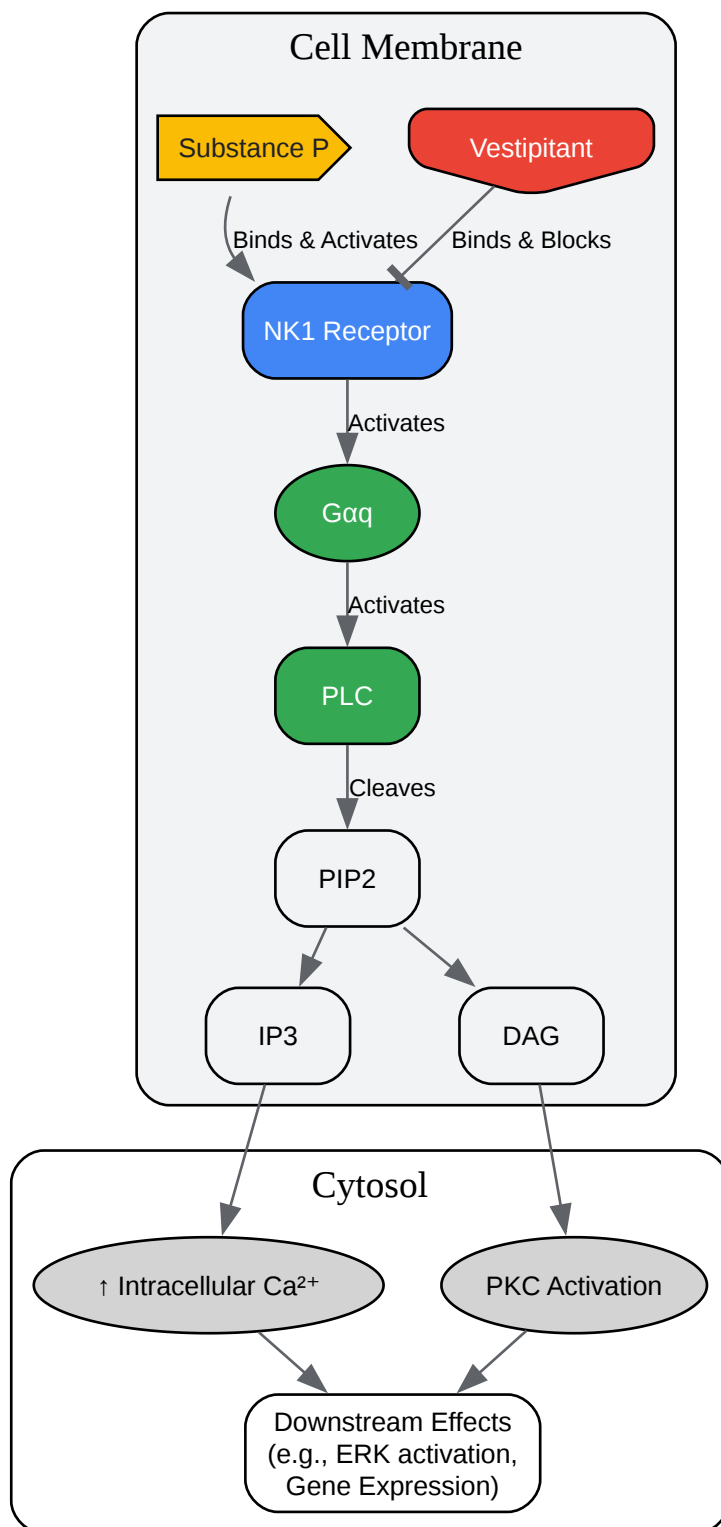 Cell Membrane
Substance P
Vestipitant
Binds & Activates
Binds & Blocks
NK1 Receptor
Activates
Gαq
Activates
PLC
Cleaves
PIP2
IP3
DAG
Cytosol
↑ Intracellular Ca²⁺
PKC Activation
Downstream Effects
(e.g., ERK activation,
Gene Expression)